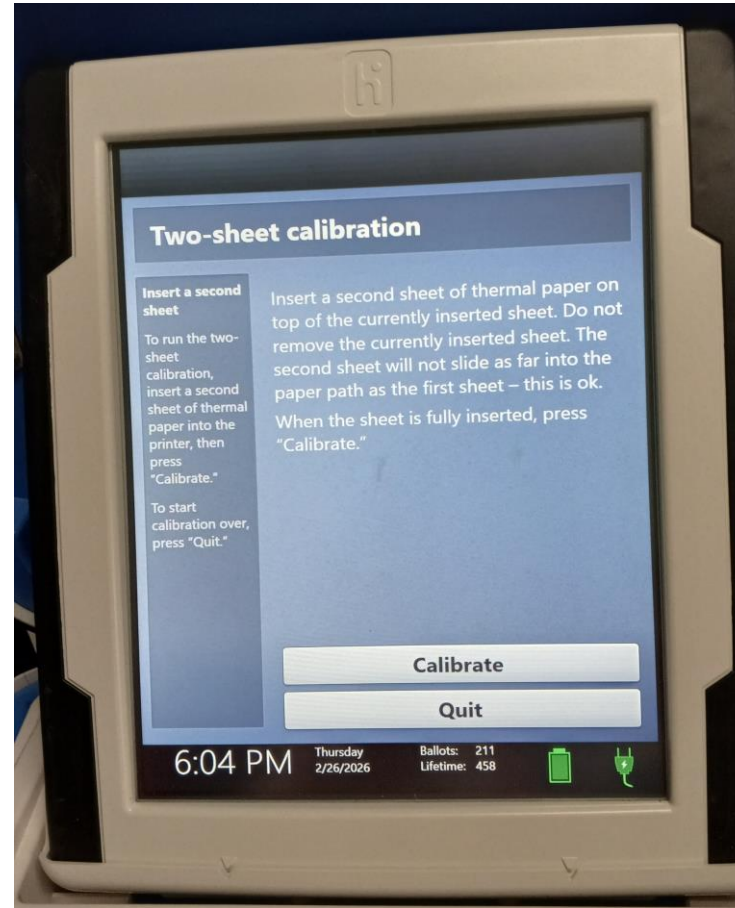 Two-sheet calibration
Insert a second
sheet
To run the two-
sheet
calibration,
insert a second
sheet of thermal
paper into the
printer, then
press
"Calibrate."
To start
calibration over,
press "Quit."
Insert a second sheet of thermal paper on
top of the currently inserted sheet. Do not
remove the currently inserted sheet. The
second sheet will not slide as far into the
paper path as the first sheet – this is ok.
When the sheet is fully inserted, press
"Calibrate."
Calibrate
Quit
6:04 PM
Thursday
2/26/2026
Ballots: 211
Lifetime: 458